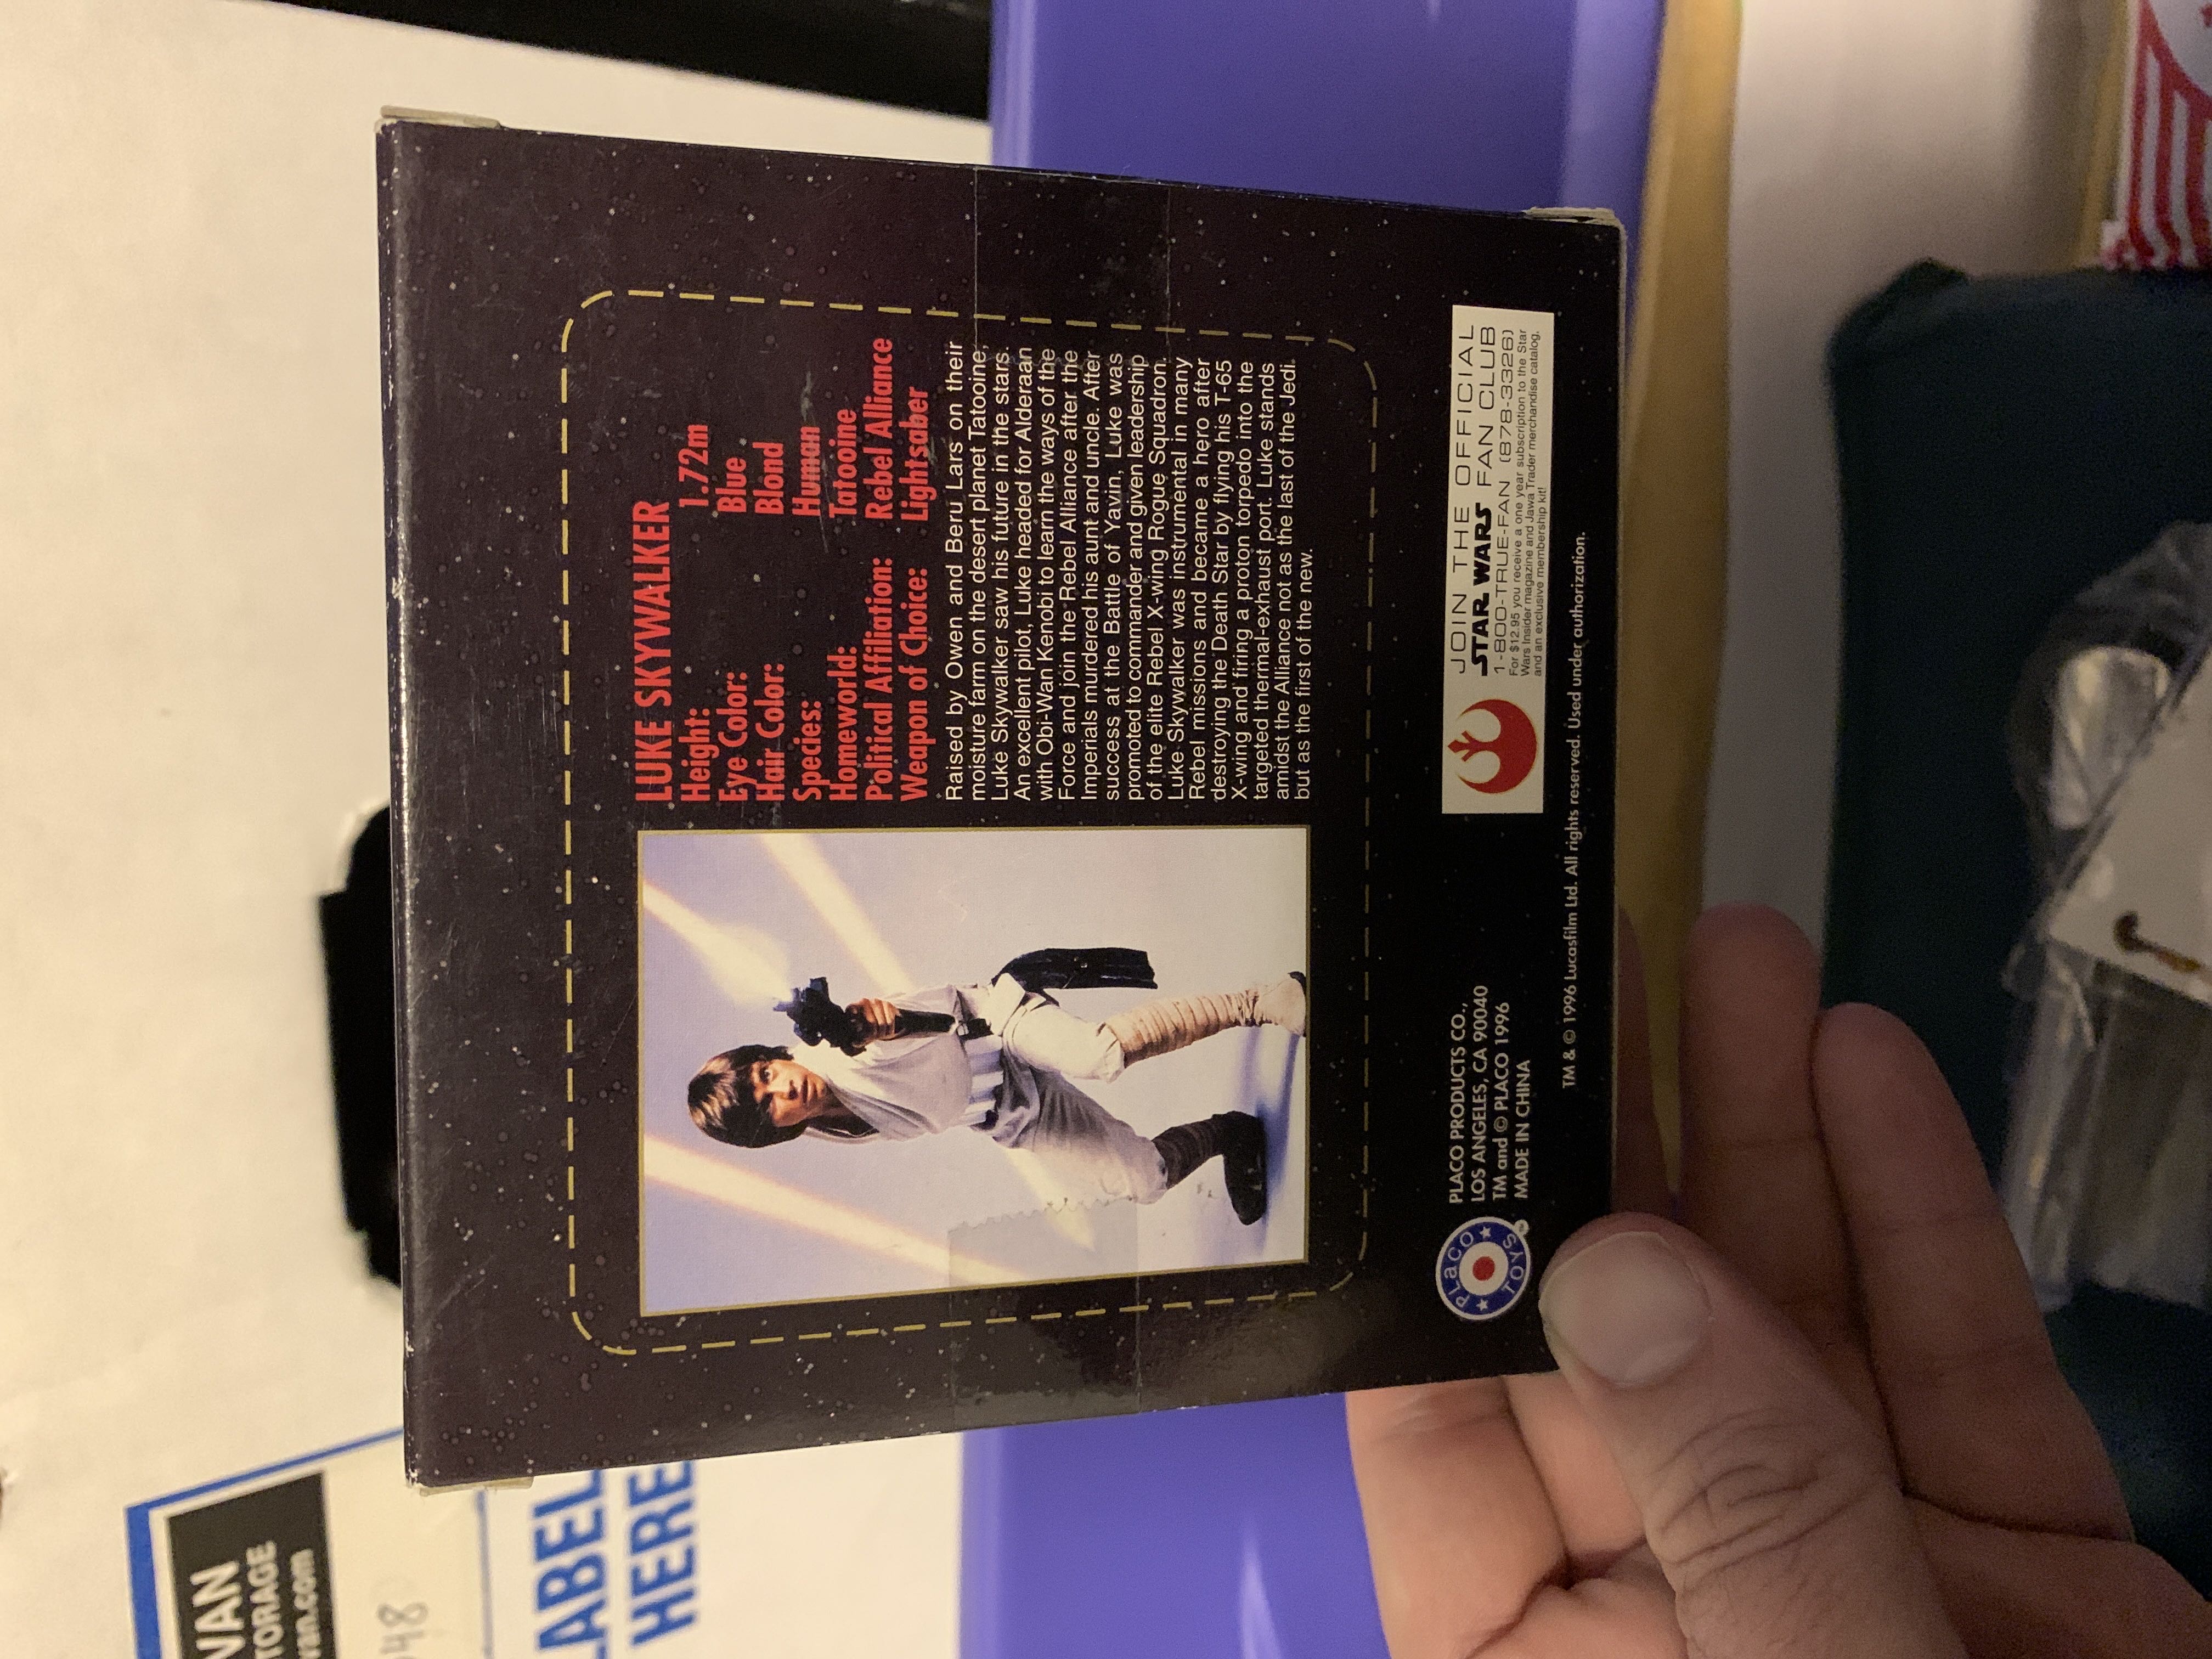 LUKE SKYWALKER
Height: 1.72m
Eye Color: Blue
Hair Color: Blond
Species: Human
Homeworld: Tatooine
Political Affiliation: Rebel Alliance
Weapon of Choice: Lightsaber
Raised by Owen and Beru Lars on their
moisture farm on the desert planet Tatooine,
Luke Skywalker saw his future in the stars.
An excellent pilot, Luke headed for Alderaan
with Obi-Wan Kenobi to learn the ways of the
Force and join the Rebel Alliance after the
Imperials murdered his aunt and uncle. After
success at the Battle of Yavin, Luke was
promoted to commander and given leadership
of the elite Rebel X-wing Rogue Squadron.
Luke Skywalker was instrumental in many
Rebel missions and became a hero after
destroying the Death Star by flying his T-65
X-wing and firing a proton torpedo into the
targeted thermal-exhaust port. Luke stands
amidst the Alliance not as the last of the Jedi.
but as the first of the new.
PLACO TOYS
PLACO PRODUCTS CO.,
LOS ANGELES, CA 90040
TM and © PLACO 1996
MADE IN CHINA
JOIN THE OFFICIAL
STAR WARS FAN CLUB
1-800-TRUE-FAN (878-3326)
For $12.95 you receive a one year subscription to the Star
Wars Insider magazine and Jawa Trader merchandise catalog.
and an exclusive membership kit!
TM & © 1996 Lucasfilm Ltd. All rights reserved. Used under authorization.
VAN
TORAGE
van.com
48
ABEL
HERE